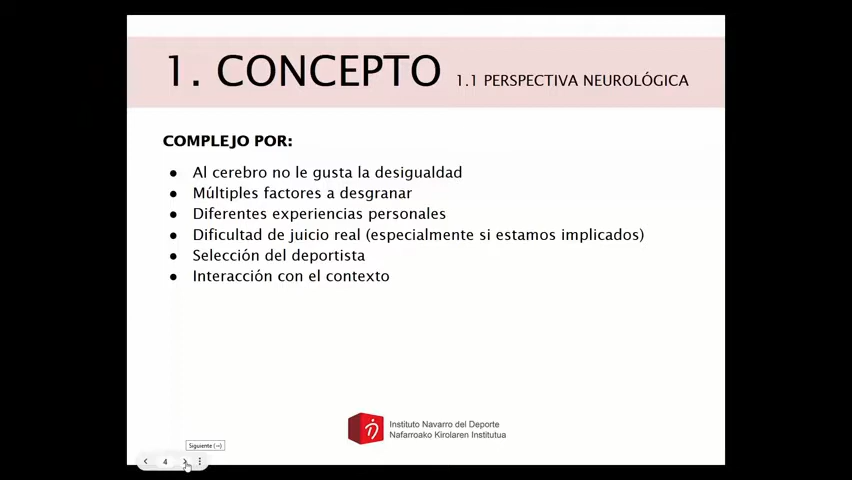 1. CONCEPTO 1.1 PERSPECTIVA NEUROLÓGICA
COMPLEJO POR:
● Al cerebro no le gusta la desigualdad
● Múltiples factores a desgranar
● Diferentes experiencias personales
● Dificultad de juicio real (especialmente si estamos implicados)
● Selección del deportista
● Interacción con el contexto
Instituto Navarro del Deporte
Nafarroako Kirolaren Institutua
Siguiente (→)
4